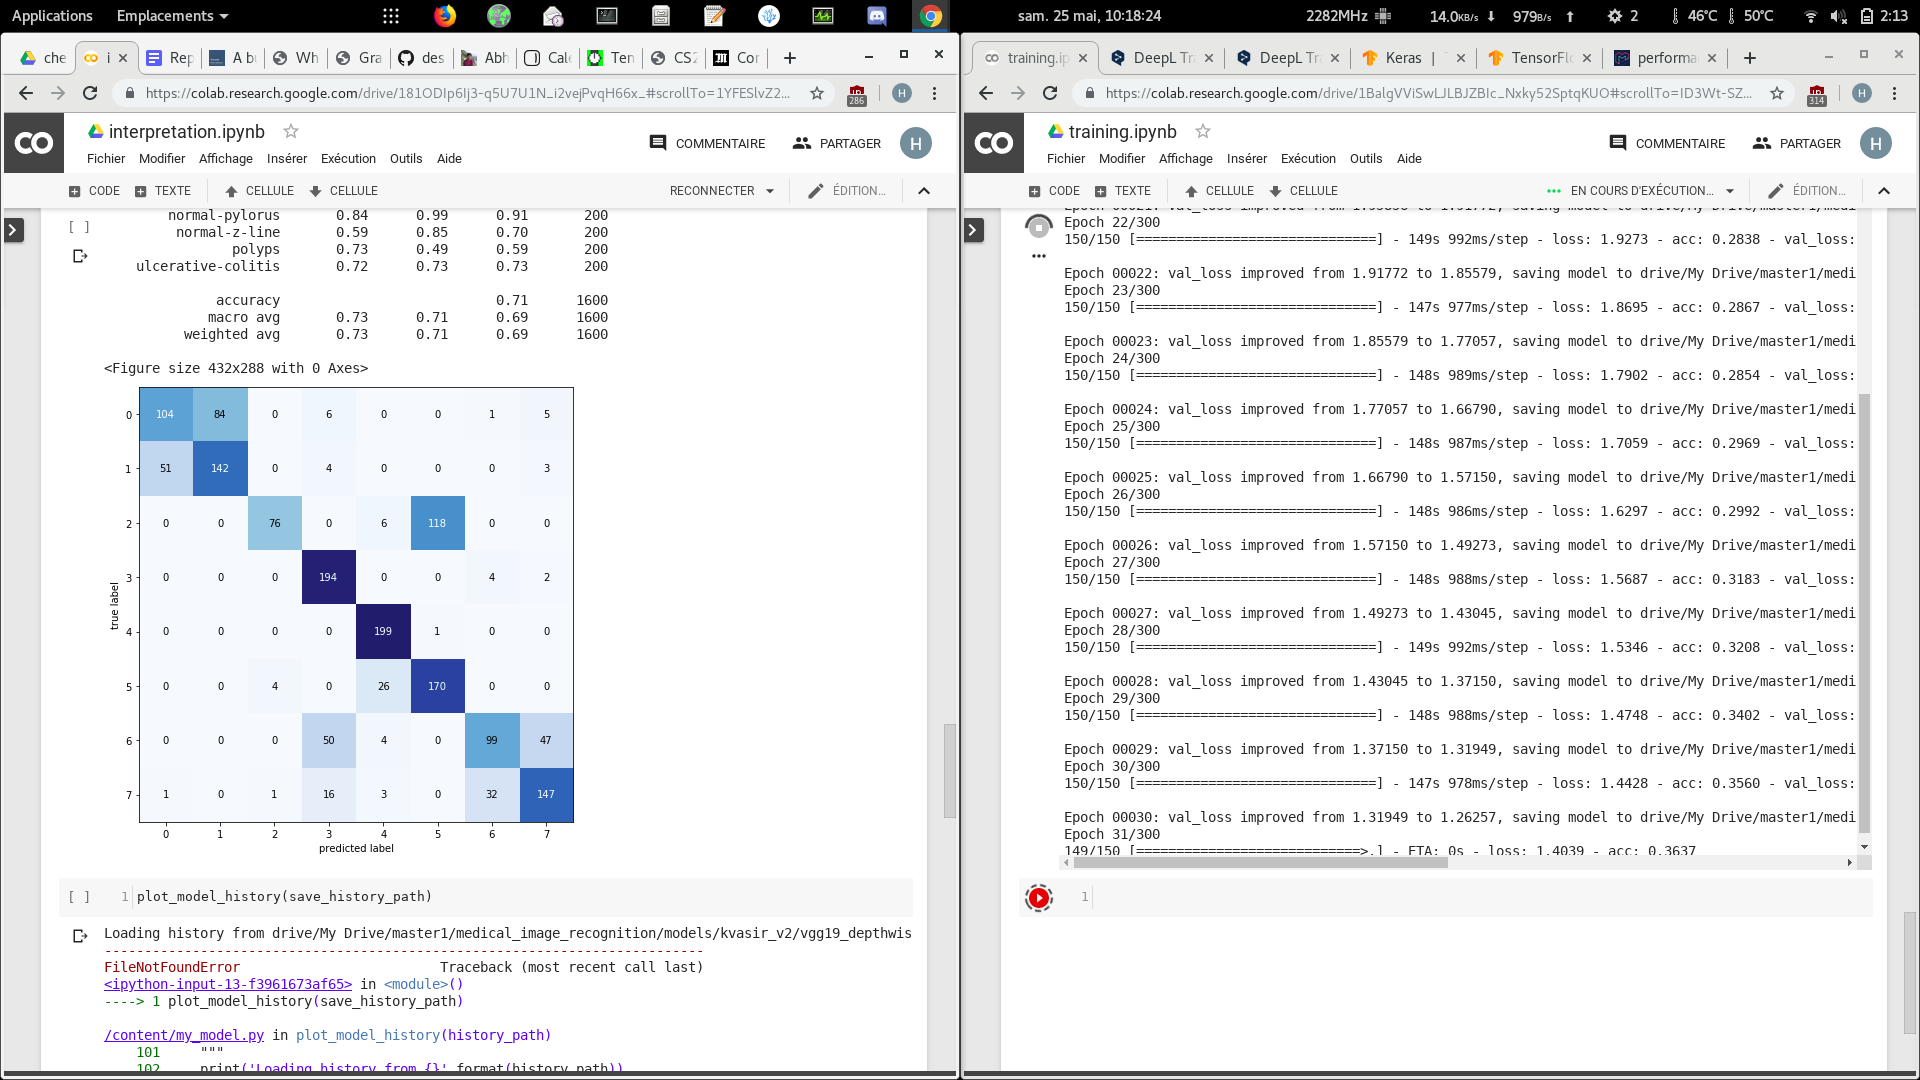 Applications Emplacements sam. 25 mai, 10:18:24 2282MHz 14.0KB/s 979B/s 2 46°C 50°C 2:13
che i Rep A bu Wh Gra des Abh Calc Ten CS2 Cor
https://colab.research.google.com/drive/181ODIp6Ij3-q5U7U1N_i2vejPvqH66x_#scrollTo=1YFESlvZ2... 286 H
interpretation.ipynb
COMMENTAIRE PARTAGER H
Fichier Modifier Affichage Insérer Exécution Outils Aide
CODE TEXTE CELLULE CELLULE RECONNECTER ÉDITION...
[ ] normal-pylorus 0.84 0.99 0.91 200
normal-z-line 0.59 0.85 0.70 200
polyps 0.73 0.49 0.59 200
ulcerative-colitis 0.72 0.73 0.73 200
accuracy 0.71 1600
macro avg 0.73 0.71 0.69 1600
weighted avg 0.73 0.71 0.69 1600
<Figure size 432x288 with 0 Axes>
0 104 84 0 6 0 0 1 5
1 51 142 0 4 0 0 0 3
2 0 0 76 0 6 118 0 0
3 0 0 0 194 0 0 4 2
true label
4 0 0 0 0 199 1 0 0
5 0 0 4 0 26 170 0 0
6 0 0 0 50 4 0 99 47
7 1 0 1 16 3 0 32 147
0 1 2 3 4 5 6 7
predicted label
[ ] 1 plot_model_history(save_history_path)
Loading history from drive/My Drive/master1/medical_image_recognition/models/kvasir_v2/vgg19_depthwis
---------------------------------------------------------------------------
FileNotFoundError Traceback (most recent call last)
<ipython-input-13-f3961673af65> in <module>()
----> 1 plot_model_history(save_history_path)
/content/my_model.py in plot_model_history(history_path)
101 """
102 print('Loading history from {}'.format(history_path))
training.ip DeepL Tra DeepL Tra Keras | TensorFlo performa
https://colab.research.google.com/drive/1BalgVViSwLJLBJZBIc_Nxky52SptqKUO#scrollTo=ID3Wt-SZ... 314 H
training.ipynb
COMMENTAIRE PARTAGER H
Fichier Modifier Affichage Insérer Exécution Outils Aide
CODE TEXTE CELLULE CELLULE EN COURS D'EXÉCUTION... ÉDITION...
Epoch 00021: val_loss improved from 1.91772, saving model to drive/My Drive/master1/medi
Epoch 22/300
150/150 [==============================] - 149s 992ms/step - loss: 1.9273 - acc: 0.2838 - val_loss:
Epoch 00022: val_loss improved from 1.91772 to 1.85579, saving model to drive/My Drive/master1/medi
Epoch 23/300
150/150 [==============================] - 147s 977ms/step - loss: 1.8695 - acc: 0.2867 - val_loss:
Epoch 00023: val_loss improved from 1.85579 to 1.77057, saving model to drive/My Drive/master1/medi
Epoch 24/300
150/150 [==============================] - 148s 989ms/step - loss: 1.7902 - acc: 0.2854 - val_loss:
Epoch 00024: val_loss improved from 1.77057 to 1.66790, saving model to drive/My Drive/master1/medi
Epoch 25/300
150/150 [==============================] - 148s 987ms/step - loss: 1.7059 - acc: 0.2969 - val_loss:
Epoch 00025: val_loss improved from 1.66790 to 1.57150, saving model to drive/My Drive/master1/medi
Epoch 26/300
150/150 [==============================] - 148s 986ms/step - loss: 1.6297 - acc: 0.2992 - val_loss:
Epoch 00026: val_loss improved from 1.57150 to 1.49273, saving model to drive/My Drive/master1/medi
Epoch 27/300
150/150 [==============================] - 148s 988ms/step - loss: 1.5687 - acc: 0.3183 - val_loss:
Epoch 00027: val_loss improved from 1.49273 to 1.43045, saving model to drive/My Drive/master1/medi
Epoch 28/300
150/150 [==============================] - 149s 992ms/step - loss: 1.5346 - acc: 0.3208 - val_loss:
Epoch 00028: val_loss improved from 1.43045 to 1.37150, saving model to drive/My Drive/master1/medi
Epoch 29/300
150/150 [==============================] - 148s 988ms/step - loss: 1.4748 - acc: 0.3402 - val_loss:
Epoch 00029: val_loss improved from 1.37150 to 1.31949, saving model to drive/My Drive/master1/medi
Epoch 30/300
150/150 [==============================] - 147s 978ms/step - loss: 1.4428 - acc: 0.3560 - val_loss:
Epoch 00030: val_loss improved from 1.31949 to 1.26257, saving model to drive/My Drive/master1/medi
Epoch 31/300
149/150 [============================>.] - ETA: 0s - loss: 1.4039 - acc: 0.3637
1